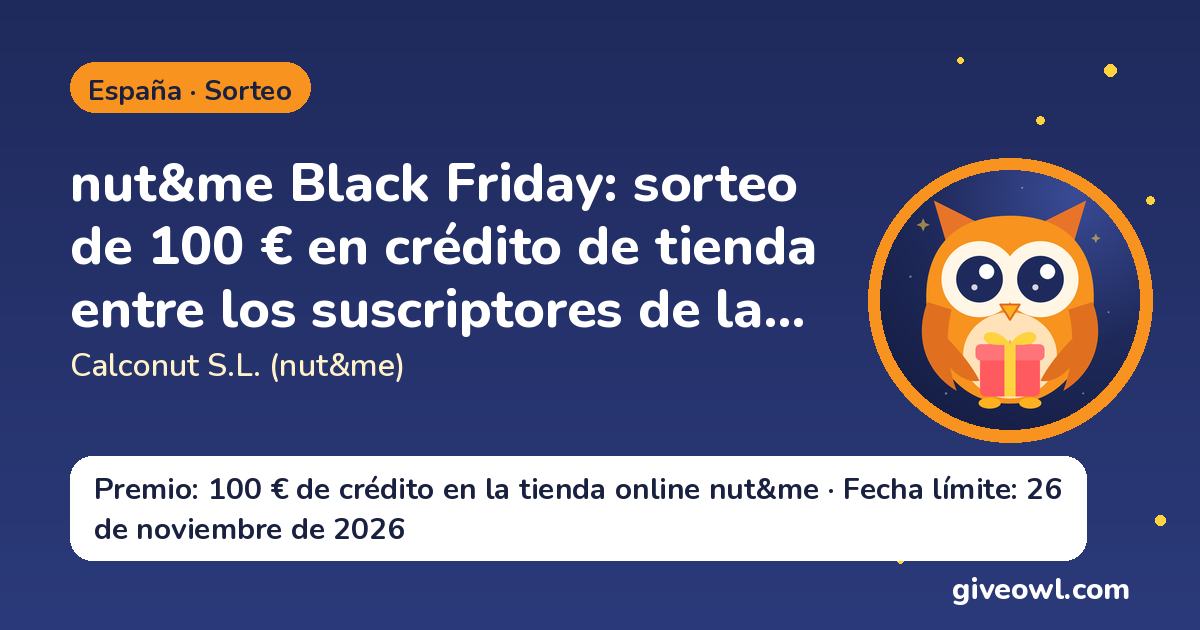 España · Sorteo
nut&me Black Friday: sorteo
de 100 € en crédito de tienda
entre los suscriptores de la...
Calconut S.L. (nut&me)
Premio: 100 € de crédito en la tienda online nut&me · Fecha límite: 26
de noviembre de 2026
giveowl.com